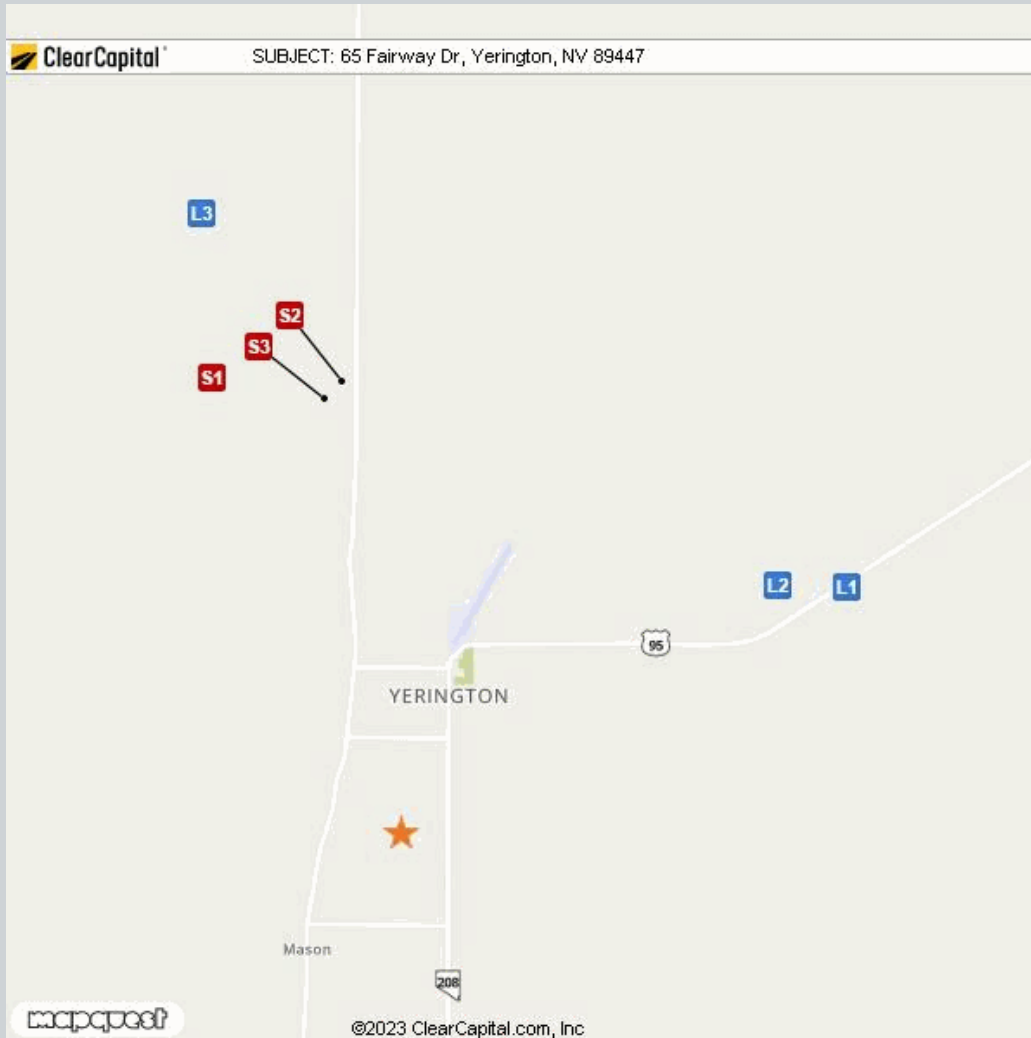 ClearCapital SUBJECT: 65 Fairway Dr, Yerington, NV 89447
L3
S2
S3
S1
L2
L1
95
YERINGTON
Mason
208
mapquest
©2023 ClearCapital.com, Inc